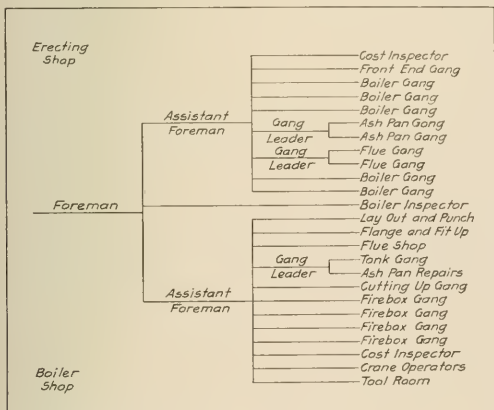 Erecting
Shop
Cost Inspector
Front End Gang
Boiler Gang
Boiler Gang
Boiler Gang
Assistant
Foreman
Gang
Leader
Ash Pan Gang
Ash Pan Gang
Gang
Leader
Flue Gang
Flue Gang
Boiler Gang
Boiler Gang
Foreman
Boiler Inspector
Lay Out and Punch
Flange and Fit Up
Flue Shop
Gang
Leader
Tank Gang
Ash Pan Repairs
Assistant
Foreman
Cutting Up Gang
Firebox Gang
Firebox Gang
Firebox Gang
Firebox Gang
Cost Inspector
Crane Operators
Tool Room
Boiler
Shop